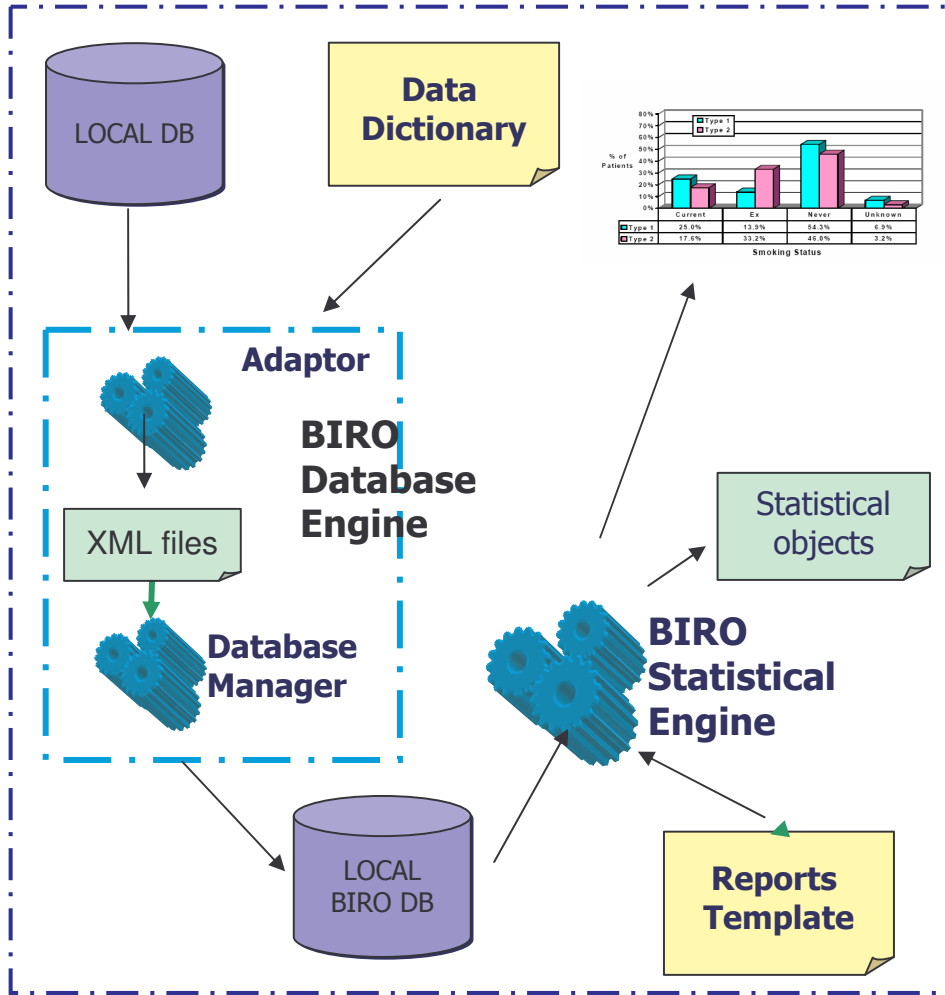 LOCAL DB
Data
Dictionary
80%
70%
60%
50%
40%
30%
20%
10%
0%
% of
Patients
Type 1
Type 2
Current Ex Never Unknown
Type 1 25.0% 13.9% 54.3% 6.9%
Type 2 17.6% 33.2% 46.0% 3.2%
Smoking Status
Adaptor
BIRO
Database
Engine
XML files
Database
Manager
Statistical
objects
BIRO
Statistical
Engine
LOCAL
BIRO DB
Reports
Template